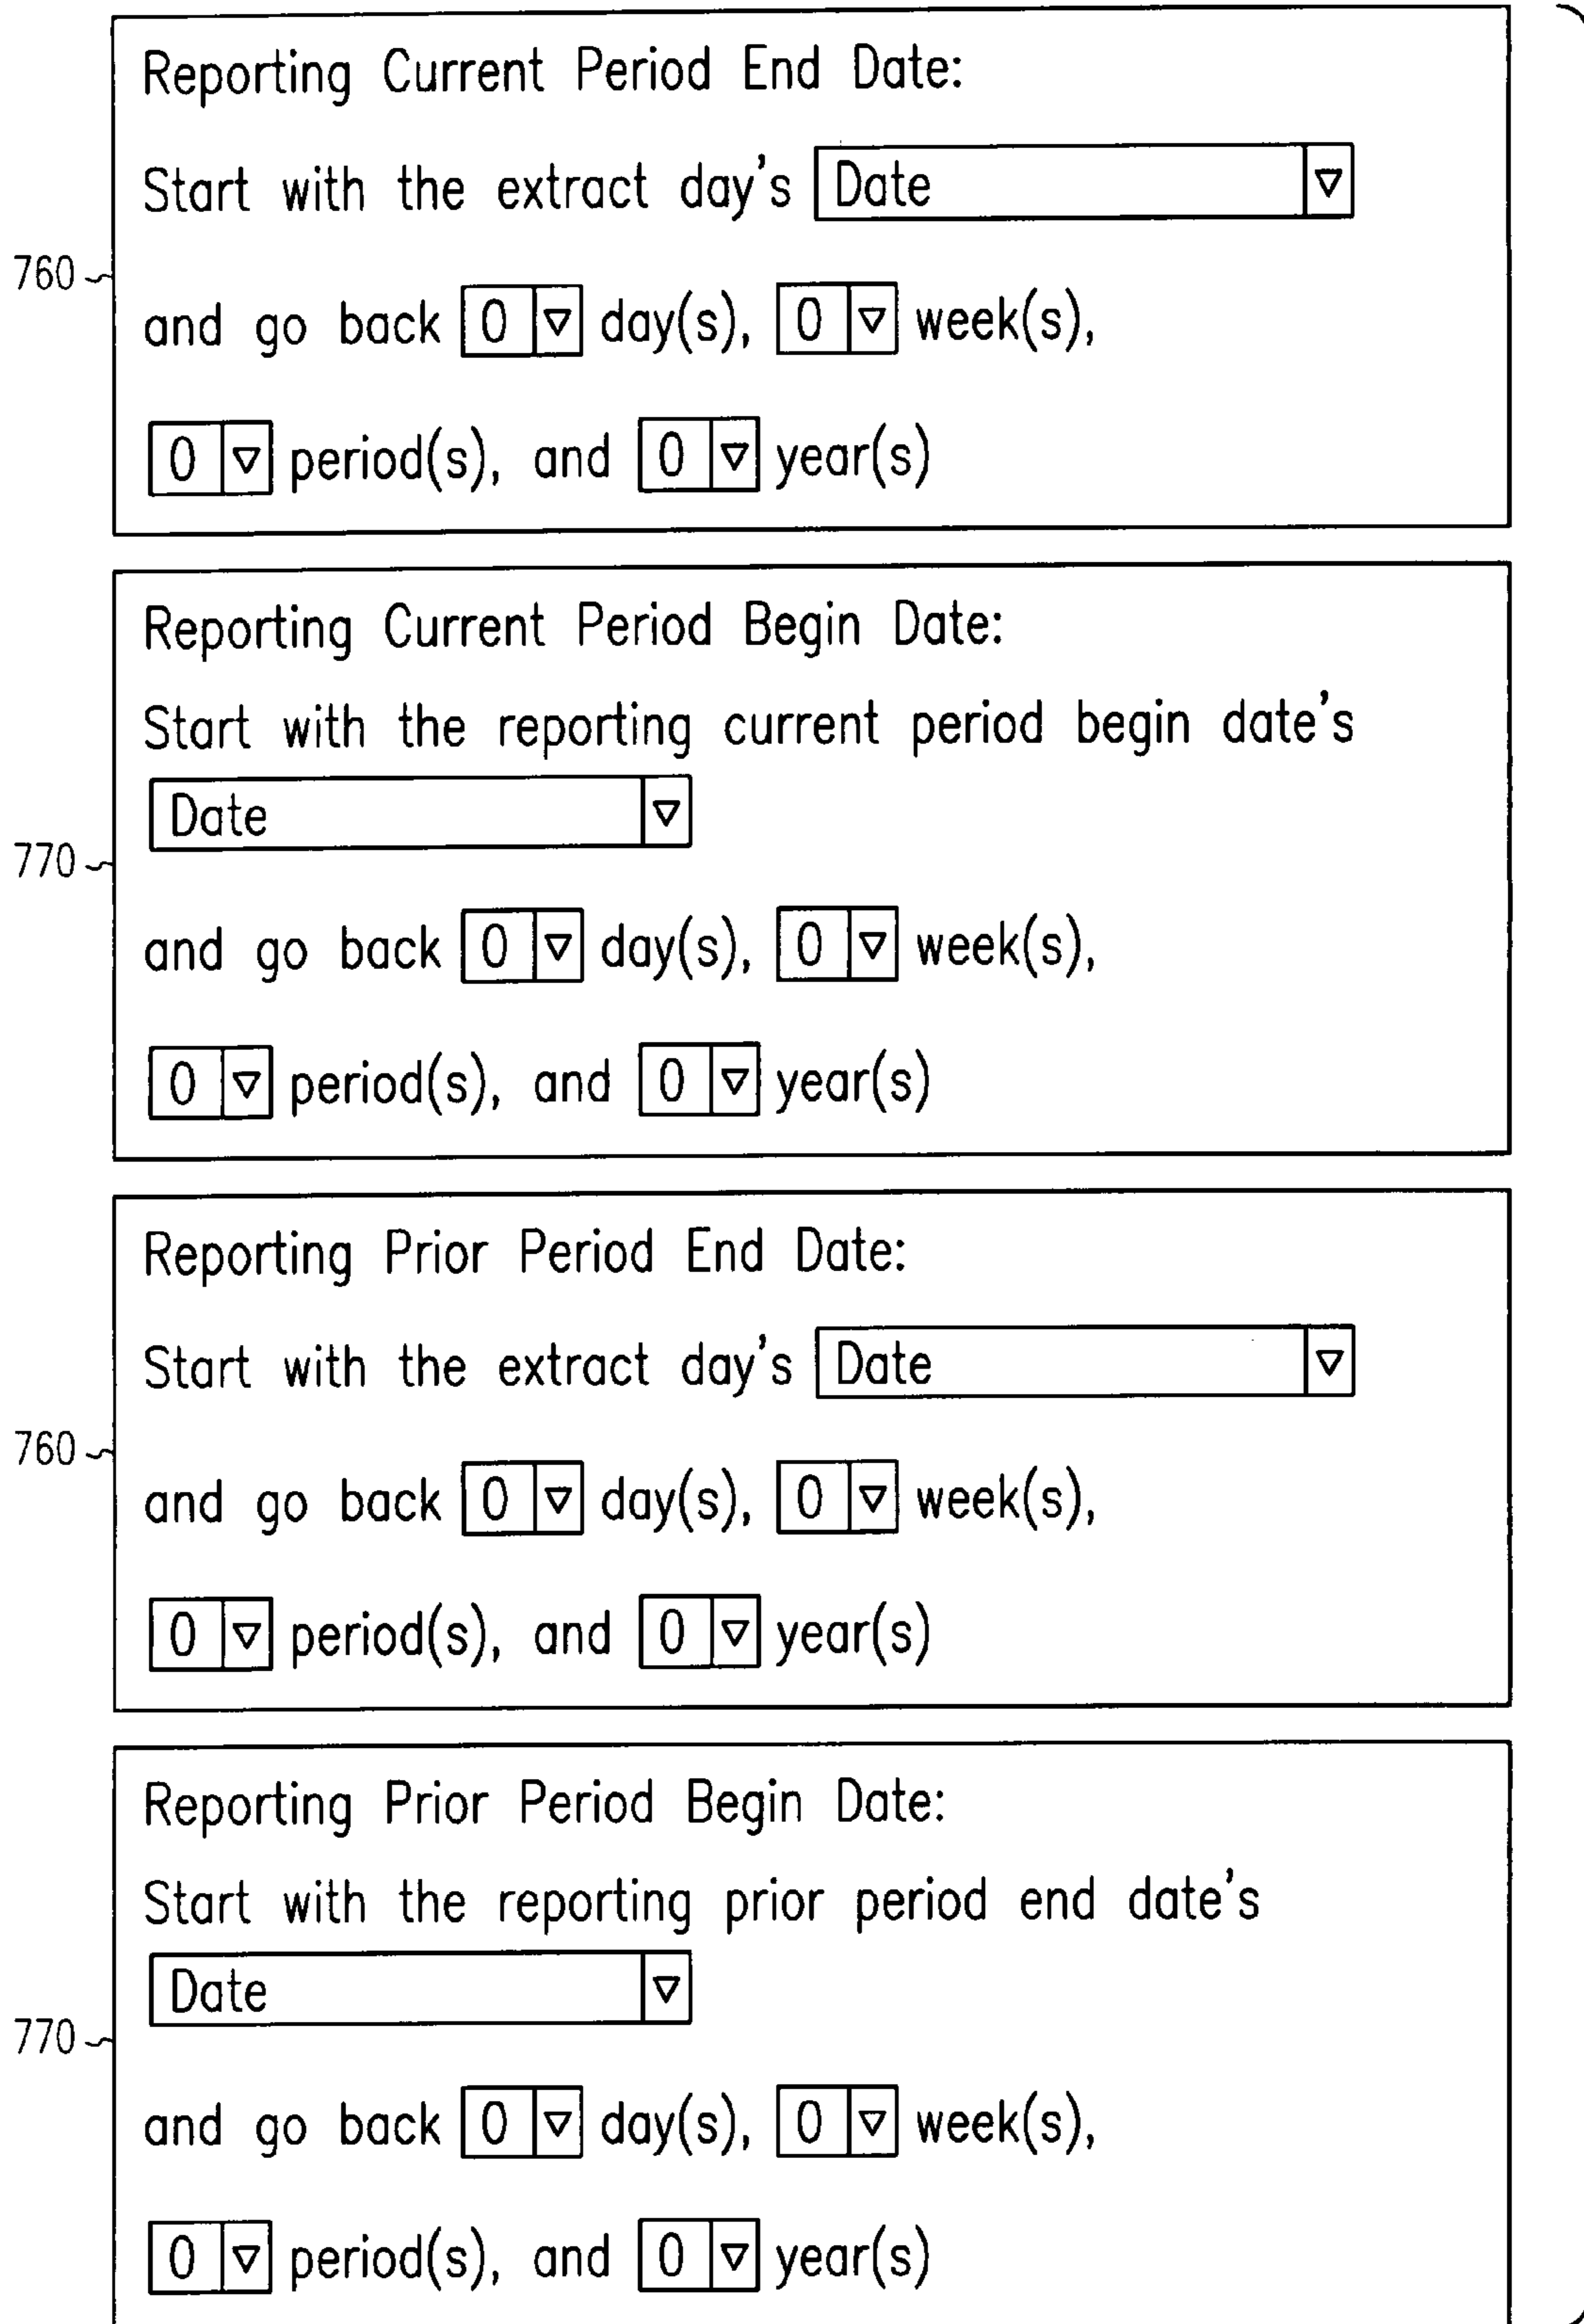 Reporting Current Period End Date:
Start with the extract day's Date
760
and go back 0 day(s), 0 week(s),
0 period(s), and 0 year(s)
Reporting Current Period Begin Date:
Start with the reporting current period begin date's
Date
770
and go back 0 day(s), 0 week(s),
0 period(s), and 0 year(s)
Reporting Prior Period End Date:
Start with the extract day's Date
760
and go back 0 day(s), 0 week(s),
0 period(s), and 0 year(s)
Reporting Prior Period Begin Date:
Start with the reporting prior period end date's
Date
770
and go back 0 day(s), 0 week(s),
0 period(s), and 0 year(s)